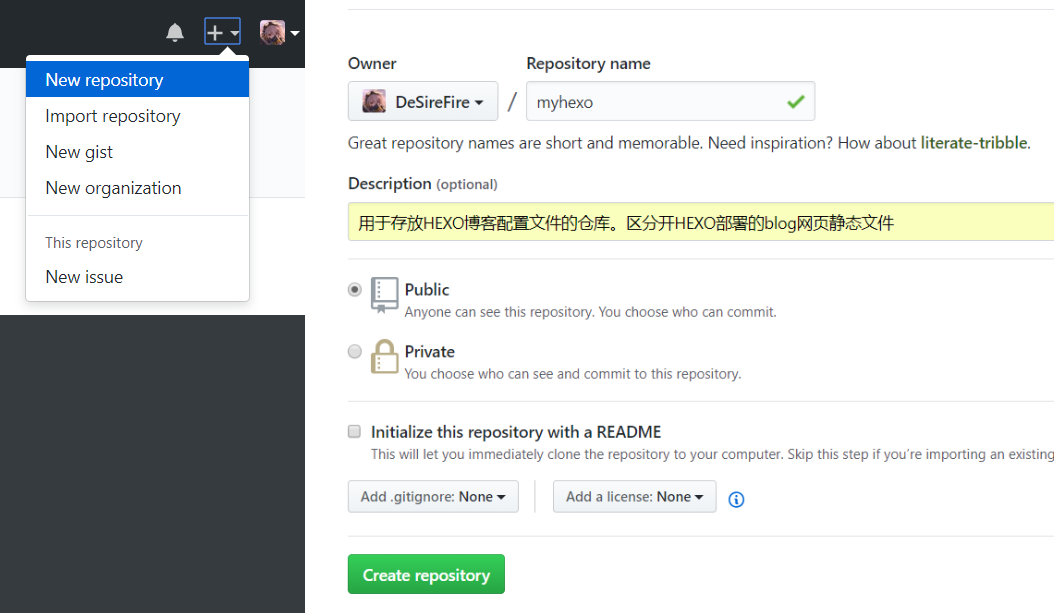 New repository
Import repository
New gist
New organization
This repository
New issue
Owner
Repository name
DeSireFire / myhexo
Great repository names are short and memorable. Need inspiration? How about literate-tribble.
Description (optional)
用于存放HEXO博客配置文件的仓库。区分开HEXO部署的blog网页静态文件
Public
Anyone can see this repository. You choose who can commit.
Private
You choose who can see and commit to this repository.
Initialize this repository with a README
This will let you immediately clone the repository to your computer. Skip this step if you're importing an existing
Add .gitignore: None
Add a license: None
Create repository